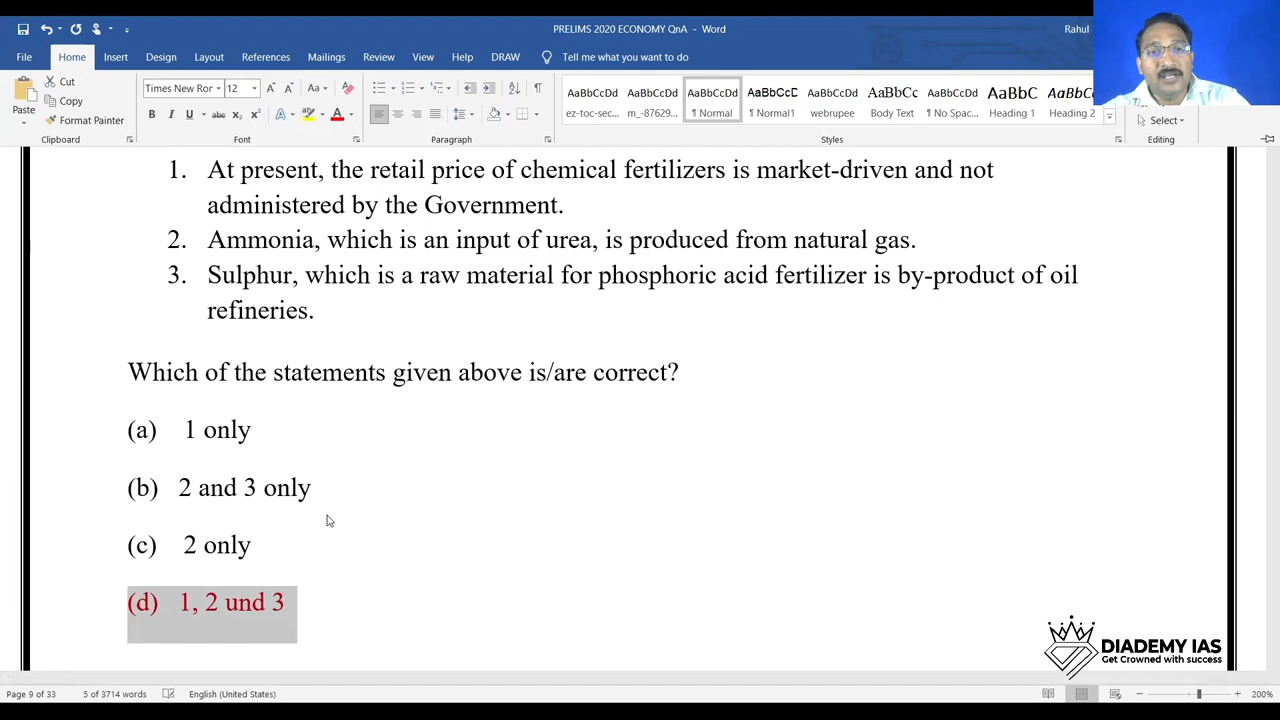 PRELIMS 2020 ECONOMY QnA - Word
Rahul
File Home Insert Design Layout References Mailings Review View Help DRAW Tell me what you want to do
Paste
Cut
Copy
Format Painter
Times New Ror 12
B I U abc x₂ x²
AaBbCcDd AaBbCcDd AaBbCcDd AaBbCcD AaBbCcDd AaBbCcD AaBbCcDd AaBbC AaBbCc
ez-toc-sec... m_-87629... ¶ Normal ¶ Normal1 webrupee Body Text ¶ No Spac... Heading 1 Heading 2
Select
Clipboard Font Paragraph Styles Editing
1. At present, the retail price of chemical fertilizers is market-driven and not
administered by the Government.
2. Ammonia, which is an input of urea, is produced from natural gas.
3. Sulphur, which is a raw material for phosphoric acid fertilizer is by-product of oil
refineries.
Which of the statements given above is/are correct?
(a) 1 only
(b) 2 and 3 only
(c) 2 only
(d) 1, 2 und 3
DIADEMY IAS
Get Crowned with success
Page 9 of 33 5 of 3714 words English (United States) 200%